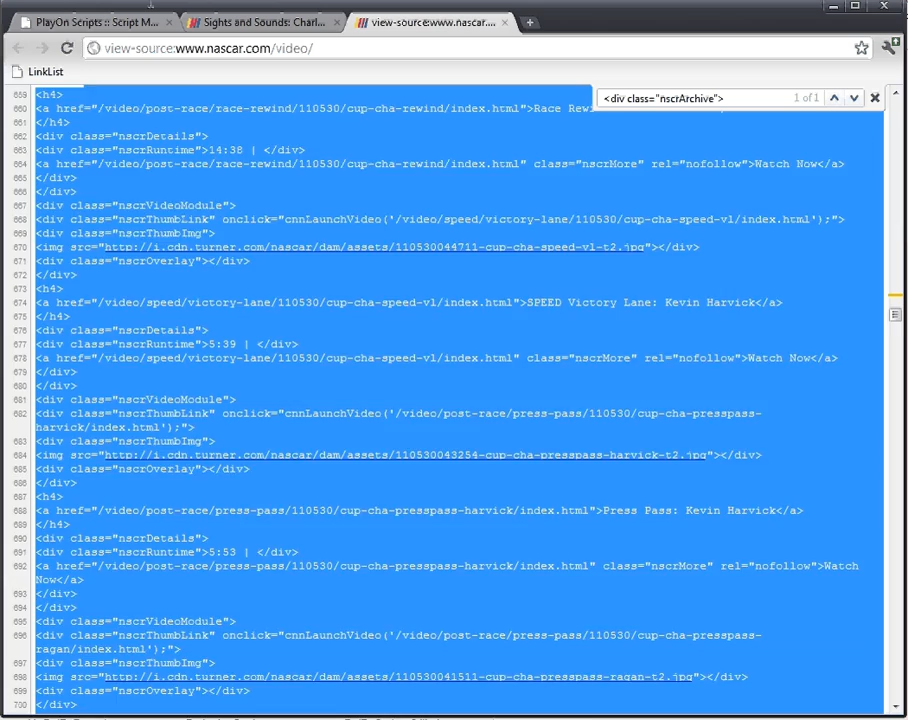 PlayOn Scripts :: Script M...
Sights and Sounds: Charl...
view-source:www.nascar....
view-source:www.nascar.com/video/
LinkList
<div class="nscrArchive"> 1 of 1
659 <h4>
660 <a href="/video/post-race/race-rewind/110530/cup-cha-rewind/index.html">Race
661 </h4>
662 <div class="nscrDetails">
663 <div class="nscrRuntime">14:38 | </div>
664 <a href="/video/post-race/race-rewind/110530/cup-cha-rewind/index.html" class="nscrMore" rel="nofollow">Watch Now</a>
665 </div>
666 </div>
667 <div class="nscrVideoModule">
668 <div class="nscrThumbLink" onclick="cnnLaunchVideo('/video/speed/victory-lane/110530/cup-cha-speed-vl/index.html');">
669 <div class="nscrThumbImg">
670 <img src="http://i.cdn.turner.com/nascar/dam/assets/110530044711-cup-cha-speed-vl-t2.jpg"></div>
671 <div class="nscrOverlay"></div>
672 </div>
673 <h4>
674 <a href="/video/speed/victory-lane/110530/cup-cha-speed-vl/index.html">SPEED Victory Lane: Kevin Harvick</a>
675 </h4>
676 <div class="nscrDetails">
677 <div class="nscrRuntime">5:39 | </div>
678 <a href="/video/speed/victory-lane/110530/cup-cha-speed-vl/index.html" class="nscrMore" rel="nofollow">Watch Now</a>
679 </div>
680 </div>
681 <div class="nscrVideoModule">
682 <div class="nscrThumbLink" onclick="cnnLaunchVideo('/video/post-race/press-pass/110530/cup-cha-presspass-
harvick/index.html');">
683 <div class="nscrThumbImg">
684 <img src="http://i.cdn.turner.com/nascar/dam/assets/110530043254-cup-cha-presspass-harvick-t2.jpg"></div>
685 <div class="nscrOverlay"></div>
686 </div>
687 <h4>
688 <a href="/video/post-race/press-pass/110530/cup-cha-presspass-harvick/index.html">Press Pass: Kevin Harvick</a>
689 </h4>
690 <div class="nscrDetails">
691 <div class="nscrRuntime">5:53 | </div>
692 <a href="/video/post-race/press-pass/110530/cup-cha-presspass-harvick/index.html" class="nscrMore" rel="nofollow">Watch
Now</a>
693 </div>
694 </div>
695 <div class="nscrVideoModule">
696 <div class="nscrThumbLink" onclick="cnnLaunchVideo('/video/post-race/press-pass/110530/cup-cha-presspass-
ragan/index.html');">
697 <div class="nscrThumbImg">
698 <img src="http://i.cdn.turner.com/nascar/dam/assets/110530041511-cup-cha-presspass-ragan-t2.jpg"></div>
699 <div class="nscrOverlay"></div>
700 </div>